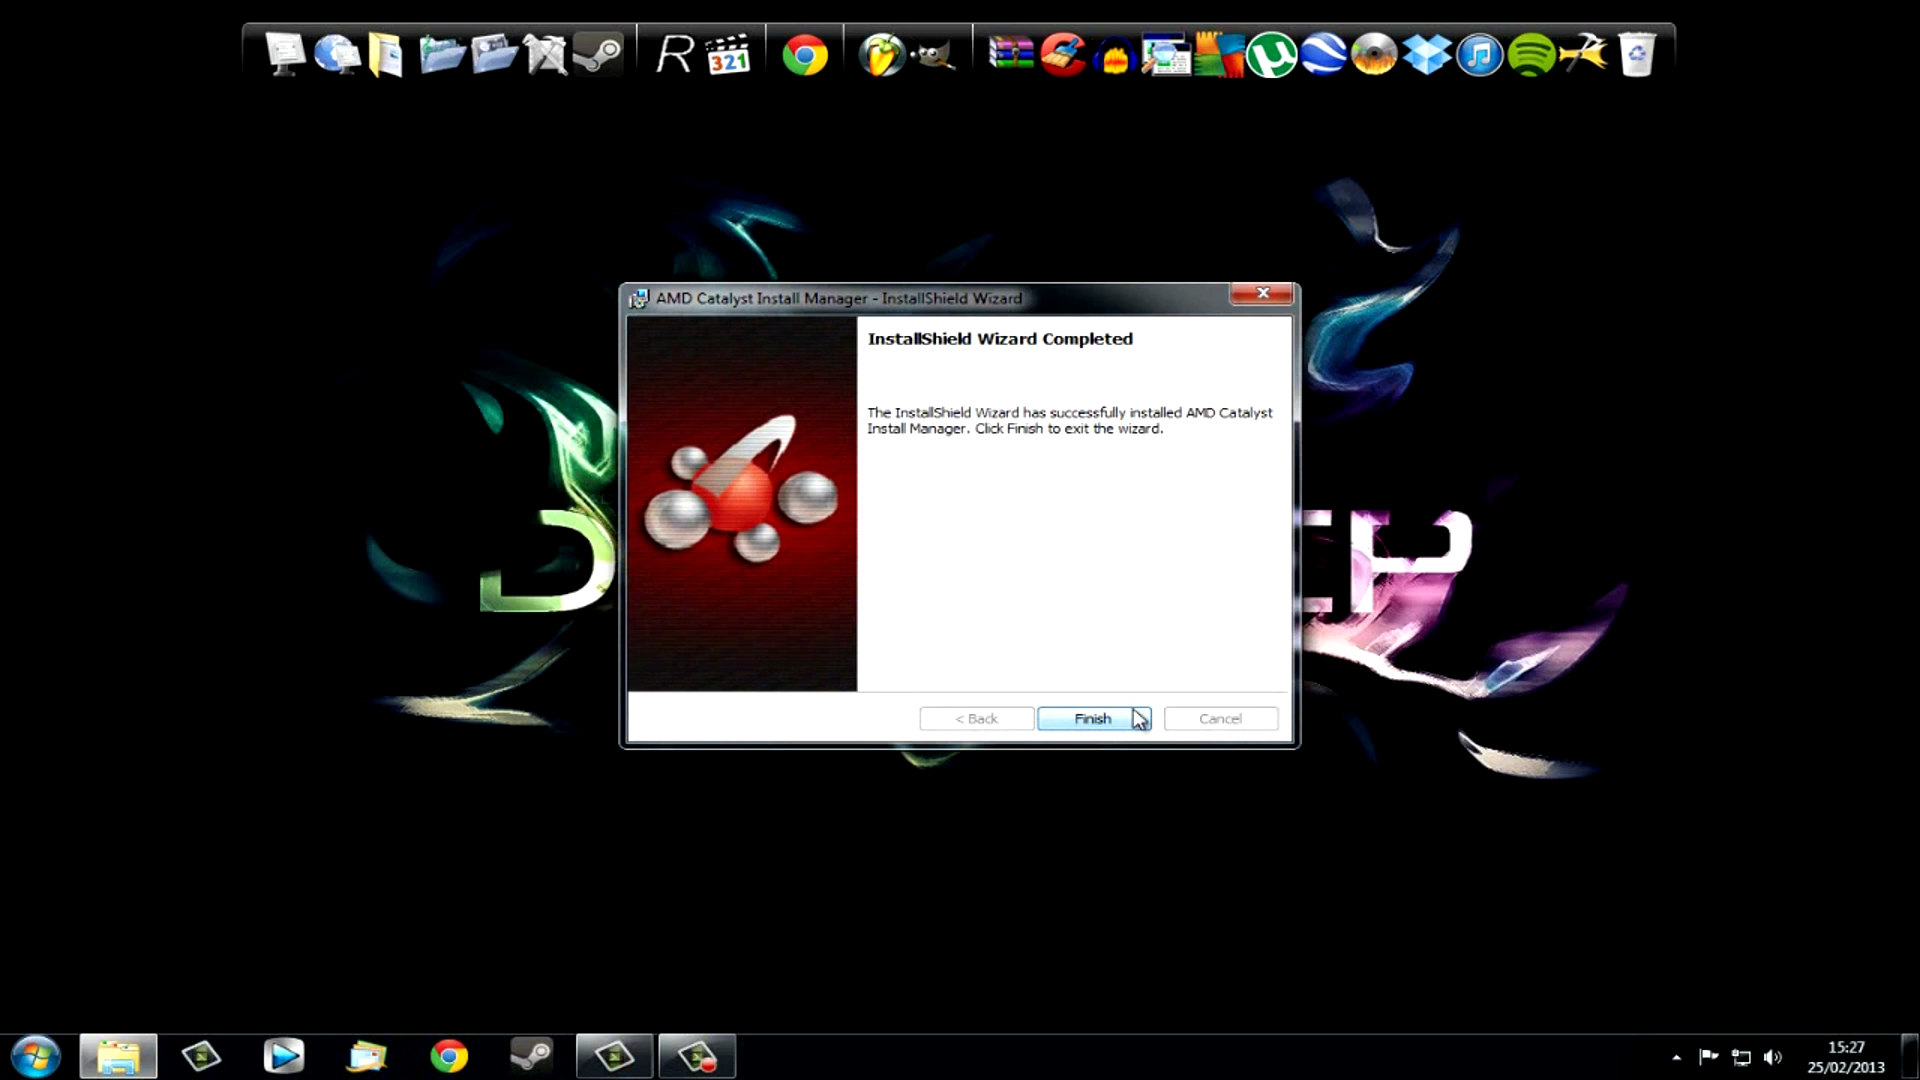 R
321
AMD Catalyst Install Manager - InstallShield Wizard
InstallShield Wizard Completed
The InstallShield Wizard has successfully installed AMD Catalyst
Install Manager. Click Finish to exit the wizard.
< Back
Finish
Cancel
15:27
25/02/2013